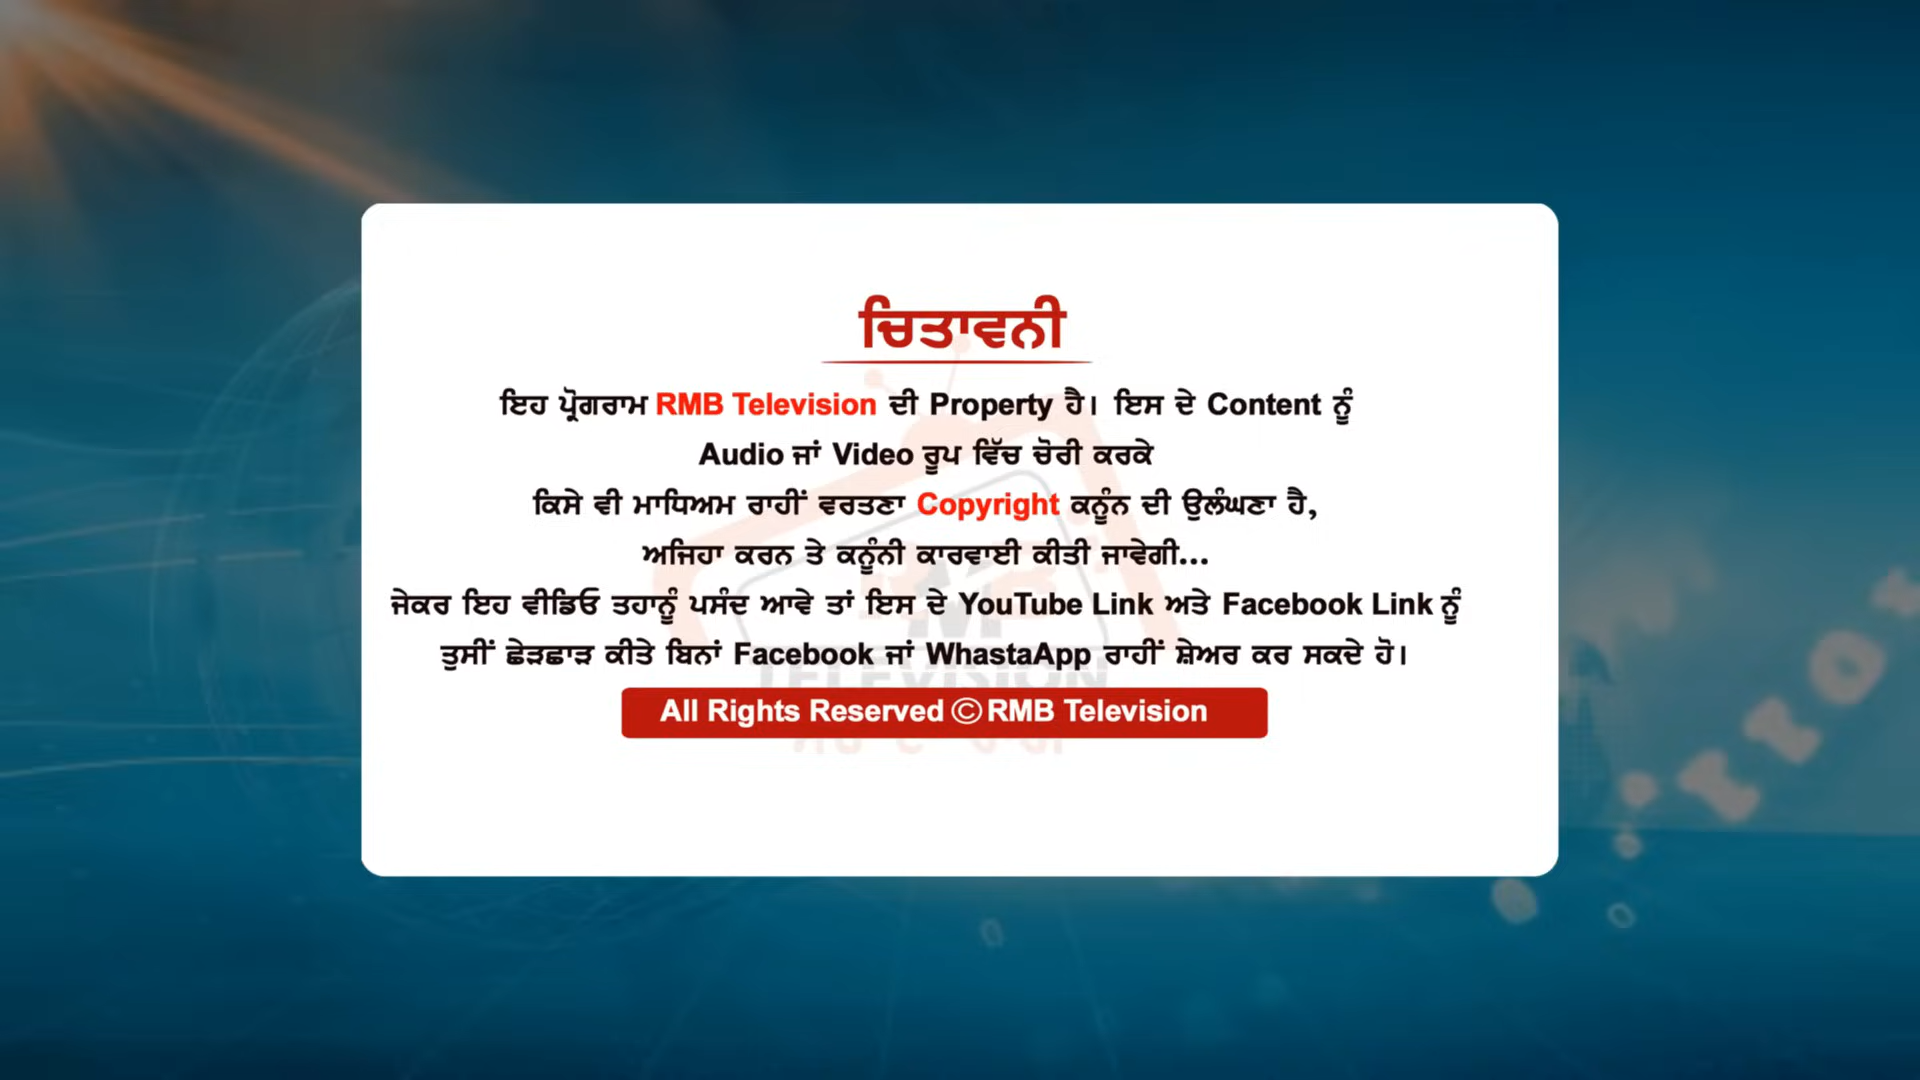 ਚਿਤਾਵਨੀ
ਇਹ ਪ੍ਰੋਗਰਾਮ RMB Television ਦੀ Property ਹੈ। ਇਸ ਦੇ Content ਨੂੰ
Audio ਜਾਂ Video ਰੂਪ ਵਿੱਚ ਚੋਰੀ ਕਰਕੇ
ਕਿਸੇ ਵੀ ਮਾਧਿਅਮ ਰਾਹੀਂ ਵਰਤਣਾ Copyright ਕਨੂੰਨ ਦੀ ਉਲੰਘਣਾ ਹੈ,
ਅਜਿਹਾ ਕਰਨ ਤੇ ਕਨੂੰਨੀ ਕਾਰਵਾਈ ਕੀਤੀ ਜਾਵੇਗੀ...
ਜੇਕਰ ਇਹ ਵੀਡਿਓ ਤਹਾਨੂੰ ਪਸੰਦ ਆਵੇ ਤਾਂ ਇਸ ਦੇ YouTube Link ਅਤੇ Facebook Link ਨੂੰ
ਤੁਸੀਂ ਛੇੜਛਾੜ ਕੀਤੇ ਬਿਨਾਂ Facebook ਜਾਂ WhastaApp ਰਾਹੀਂ ਸ਼ੇਅਰ ਕਰ ਸਕਦੇ ਹੋ।
TELEVISION
All Rights Reserved © RMB Television